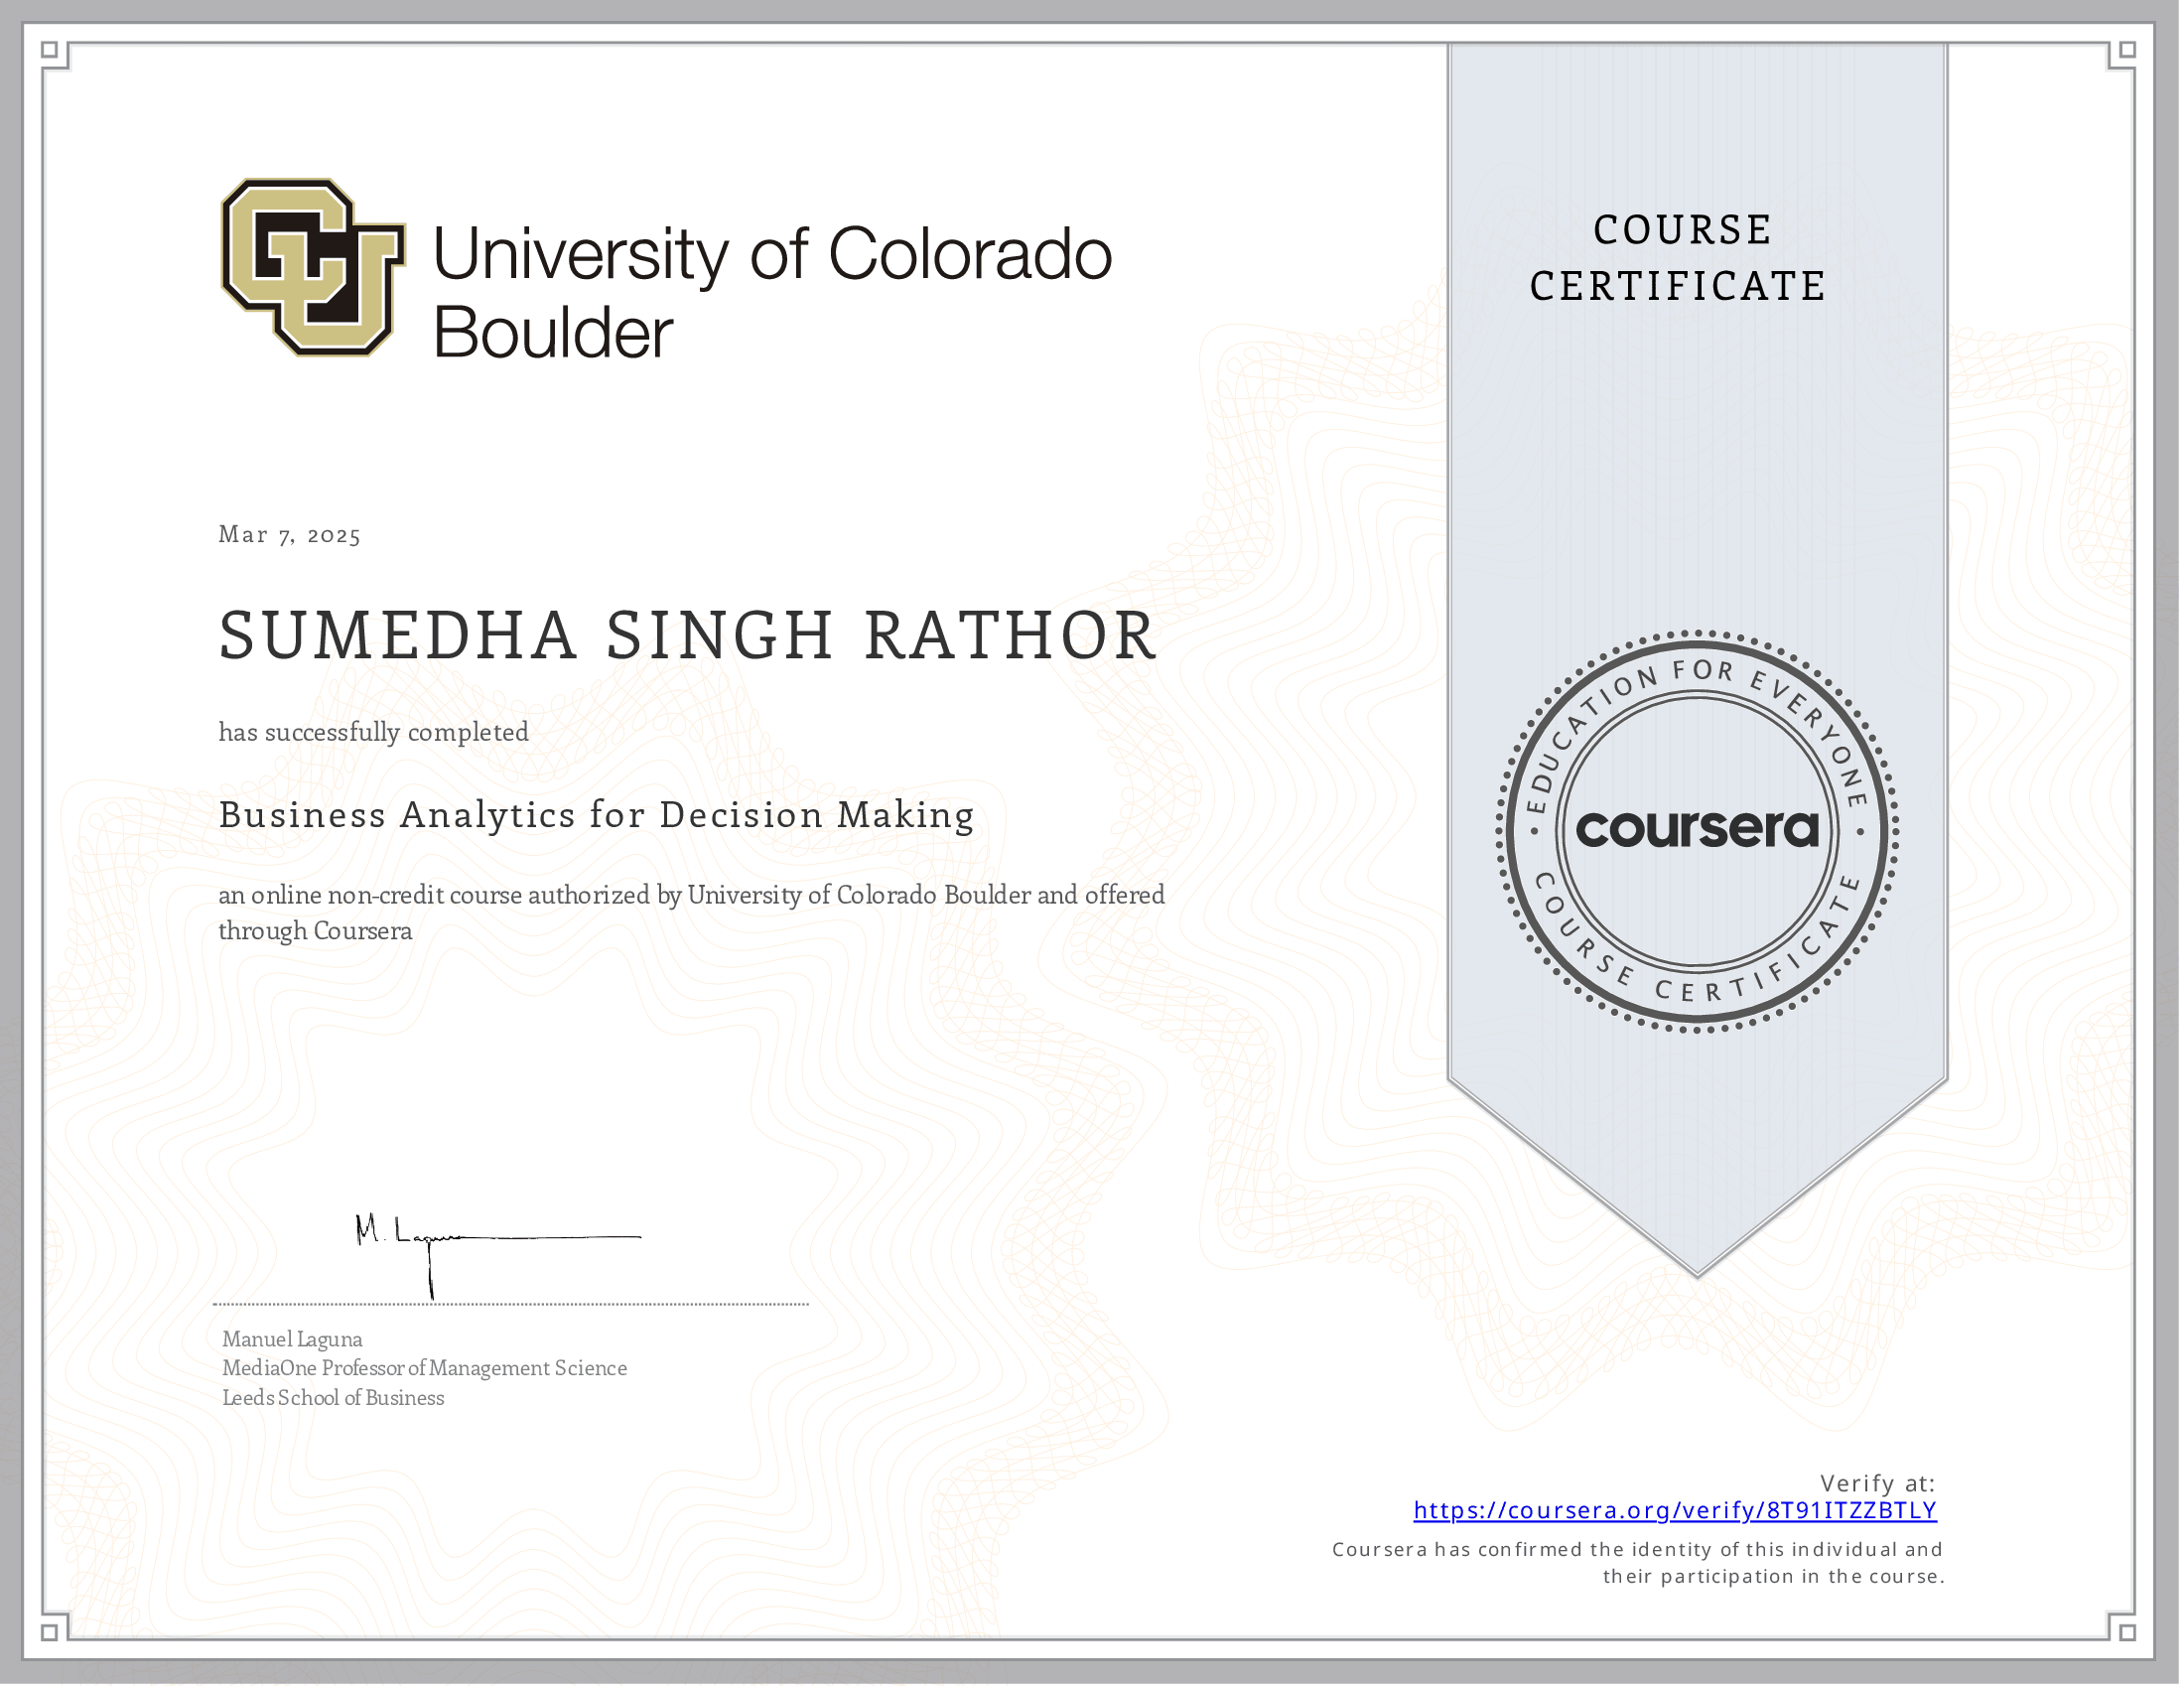 University of Colorado
Boulder
COURSE
CERTIFICATE
Mar 7, 2025
SUMEDHA SINGH RATHOR
has successfully completed
Business Analytics for Decision Making
an online non-credit course authorized by University of Colorado Boulder and offered
through Coursera
EDUCATION FOR EVERYONE
coursera
COURSE CERTIFICATE
M. Laguna
Manuel Laguna
MediaOne Professor of Management Science
Leeds School of Business
Verify at:
https://coursera.org/verify/8T91ITZZBTLY
Coursera has confirmed the identity of this individual and
their participation in the course.